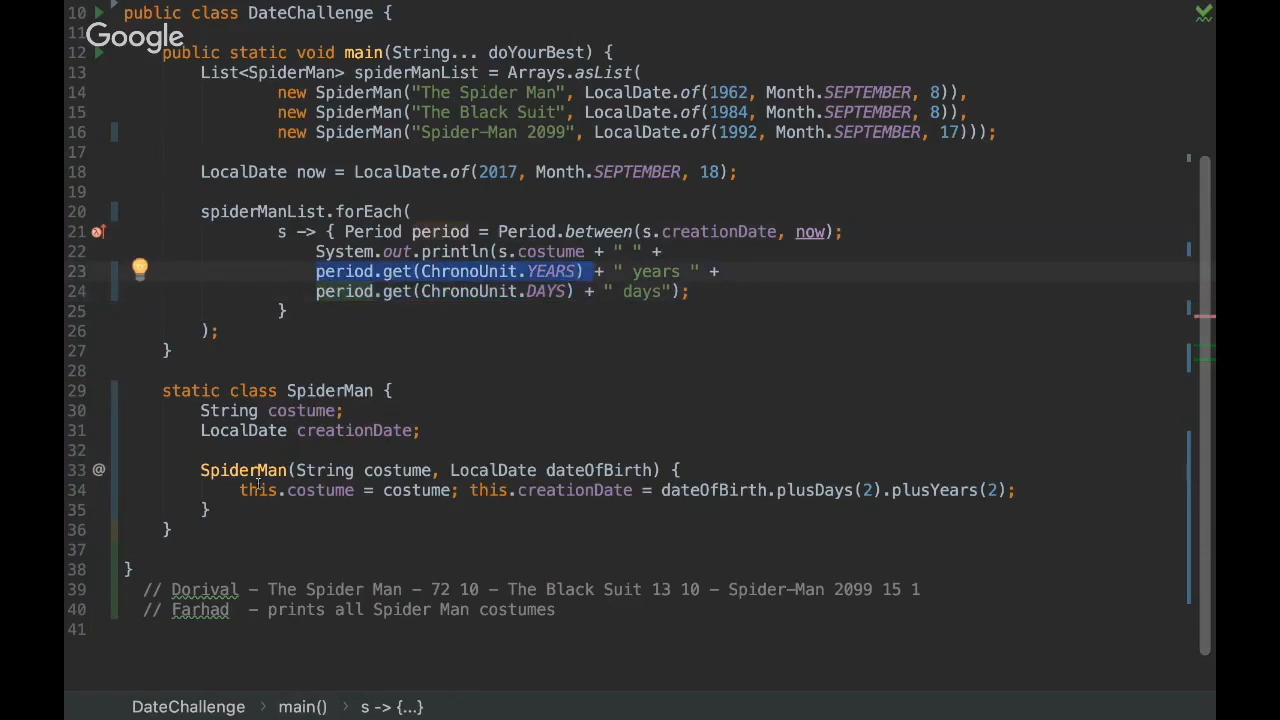 10 public class DateChallenge {
11
Google
12 public static void main(String... doYourBest) {
13 List<SpiderMan> spiderManList = Arrays.asList(
14 new SpiderMan("The Spider Man", LocalDate.of(1962, Month.SEPTEMBER, 8)),
15 new SpiderMan("The Black Suit", LocalDate.of(1984, Month.SEPTEMBER, 8)),
16 new SpiderMan("Spider-Man 2099", LocalDate.of(1992, Month.SEPTEMBER, 17)));
17
18 LocalDate now = LocalDate.of(2017, Month.SEPTEMBER, 18);
19
20 spiderManList.forEach(
21 s -> { Period period = Period.between(s.creationDate, now);
22 System.out.println(s.costume + " " +
23 period.get(ChronoUnit.YEARS) + " years " +
24 period.get(ChronoUnit.DAYS) + " days");
25 }
26 );
27 }
28
29 static class SpiderMan {
30 String costume;
31 LocalDate creationDate;
32
33 @ SpiderMan(String costume, LocalDate dateOfBirth) {
34 this.costume = costume; this.creationDate = dateOfBirth.plusDays(2).plusYears(2);
35 }
36 }
37
38 }
39 // Dorival - The Spider Man - 72 10 - The Black Suit 13 10 - Spider-Man 2099 15 1
40 // Farhad - prints all Spider Man costumes
41
DateChallenge > main() > s -> {...}